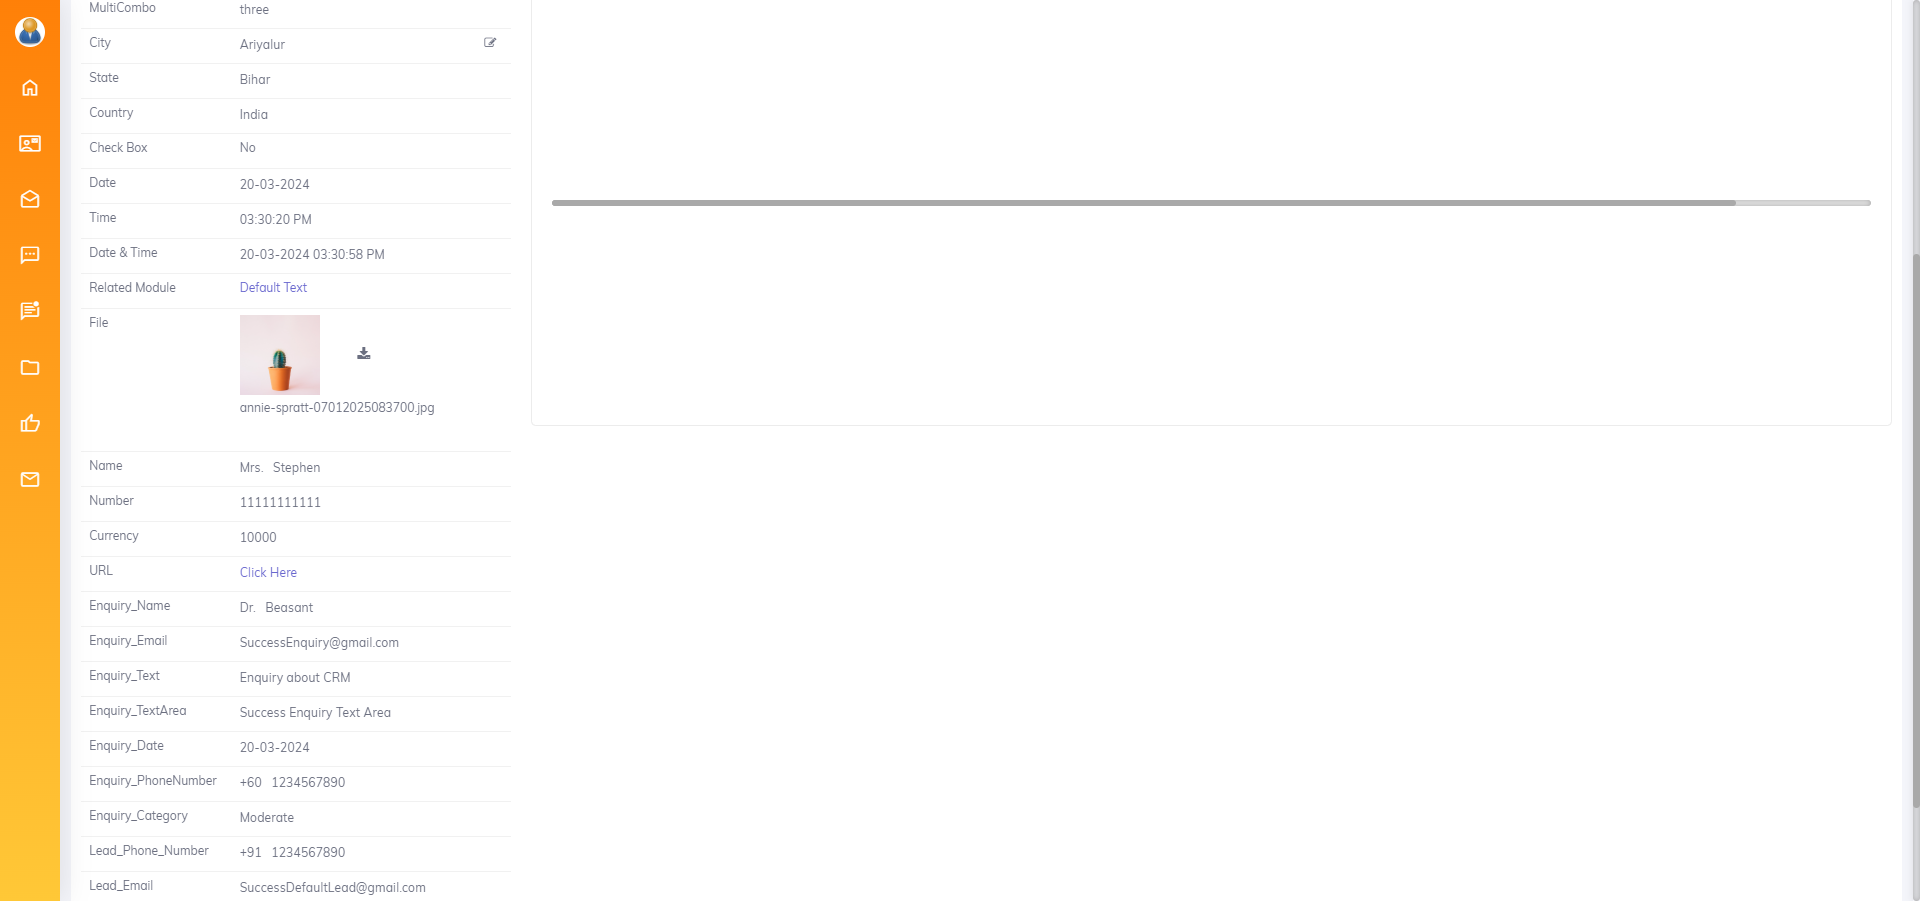 MultiCombo three
City Ariyalur
State Bihar
Country India
Check Box No
Date 20-03-2024
Time 03:30:20 PM
Date & Time 20-03-2024 03:30:58 PM
Related Module Default Text
File
annie-spratt-07012025083700.jpg
Name Mrs. Stephen
Number 11111111111
Currency 10000
URL Click Here
Enquiry_Name Dr. Beasant
Enquiry_Email SuccessEnquiry@gmail.com
Enquiry_Text Enquiry about CRM
Enquiry_TextArea Success Enquiry Text Area
Enquiry_Date 20-03-2024
Enquiry_PhoneNumber +60 1234567890
Enquiry_Category Moderate
Lead_Phone_Number +91 1234567890
Lead_Email SuccessDefaultLead@gmail.com